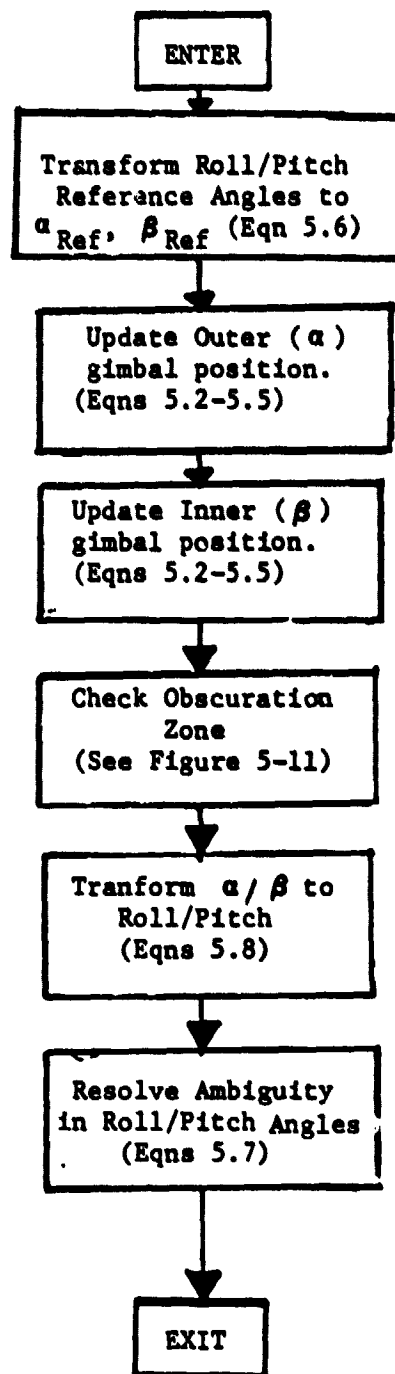 ENTER
Transform Roll/Pitch
Reference Angles to
α Ref, β Ref (Eqn 5.6)
Update Outer (α)
gimbal position.
(Eqns 5.2-5.5)
Update Inner (β)
gimbal position.
(Eqns 5.2-5.5)
Check Obscuration
Zone
(See Figure 5-11)
Tranform α/β to
Roll/Pitch
(Eqns 5.8)
Resolve Ambiguity
in Roll/Pitch Angles
(Eqns 5.7)
EXIT